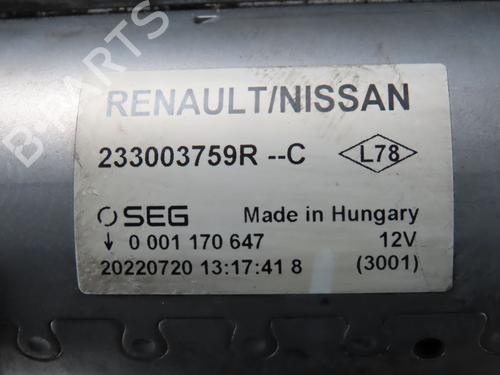 PARTS
RENAULT/NISSAN
233003759R --C L78
SEG Made in Hungary
0 001 170 647 12V
20220720 13:17:41 8 (3001)